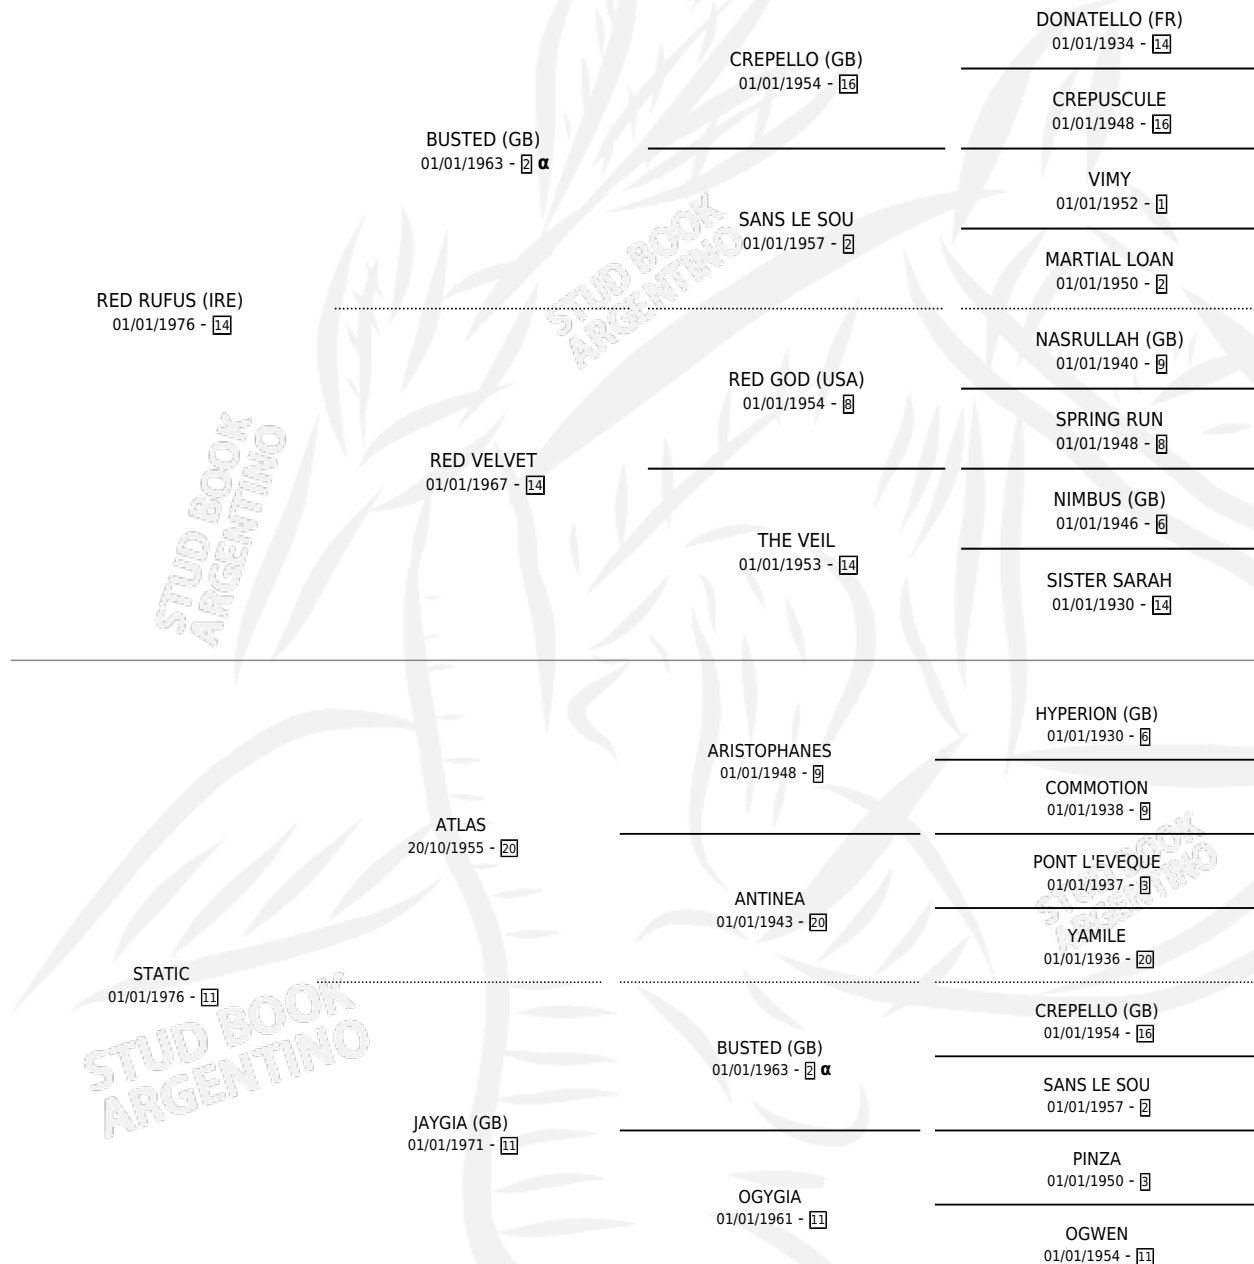 DONATELLO (FR)
01/01/1934 - 14
CREPELLO (GB)
01/01/1954 - 16
CREPUSCULE
01/01/1948 - 16
BUSTED (GB)
01/01/1963 - 2 α
VIMY
01/01/1952 - 1
SANS LE SOU
01/01/1957 - 2
MARTIAL LOAN
01/01/1950 - 2
RED RUFUS (IRE)
01/01/1976 - 14
NASRULLAH (GB)
01/01/1940 - 9
RED GOD (USA)
01/01/1954 - 8
SPRING RUN
01/01/1948 - 8
RED VELVET
01/01/1967 - 14
NIMBUS (GB)
01/01/1946 - 6
THE VEIL
01/01/1953 - 14
SISTER SARAH
01/01/1930 - 14
HYPERION (GB)
01/01/1930 - 6
ARISTOPHANES
01/01/1948 - 9
COMMOTION
01/01/1938 - 9
ATLAS
20/10/1955 - 20
PONT L'EVEQUE
01/01/1937 - 3
ANTINEA
01/01/1943 - 20
YAMILE
01/01/1936 - 20
STATIC
01/01/1976 - 11
CREPELLO (GB)
01/01/1954 - 16
BUSTED (GB)
01/01/1963 - 2 α
SANS LE SOU
01/01/1957 - 2
JAYGIA (GB)
01/01/1971 - 11
PINZA
01/01/1950 - 3
OGYGIA
01/01/1961 - 11
OGWEN
01/01/1954 - 11
STUD BOOK
ARGENTINO
STUD BOOK
ARGENTINO
STUD BOOK
ARGENTINO
STUD BOOK
ARGENTINO